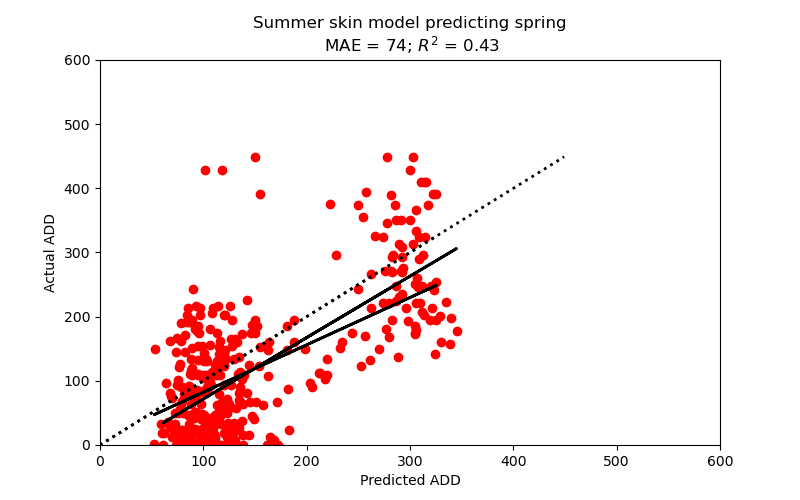 Summer skin model predicting spring
MAE = 74; R² = 0.43
600
500
400
300
200
100
0
Actual ADD
0 100 200 300 400 500 600
Predicted ADD